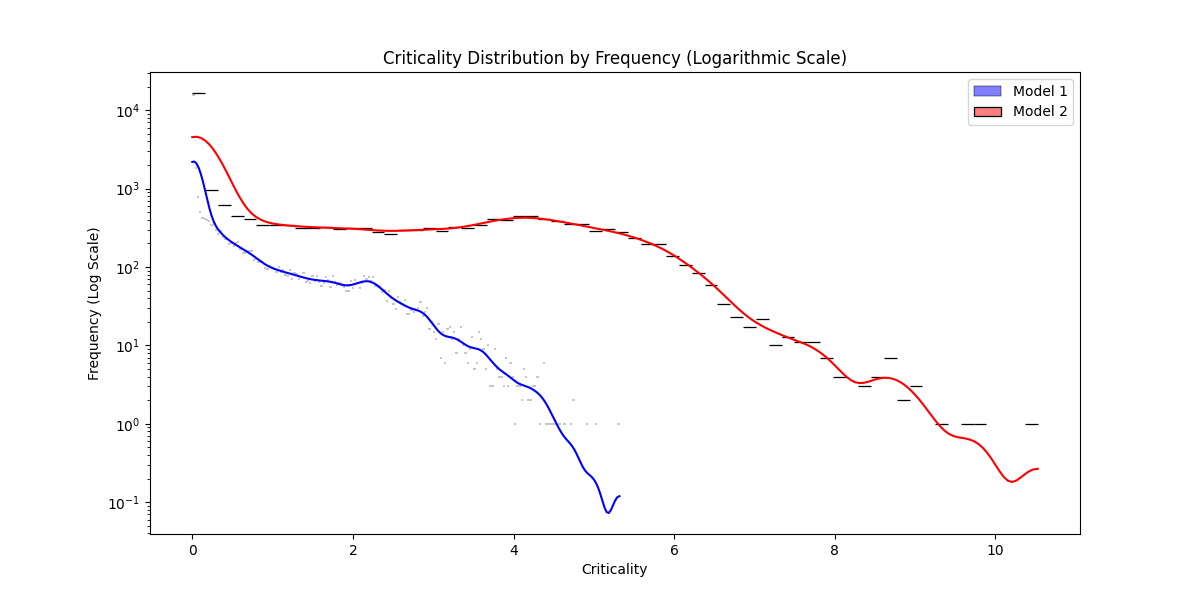 Criticality Distribution by Frequency (Logarithmic Scale)
Model 1
Model 2
Frequency (Log Scale)
10⁴
10³
10²
10¹
10⁰
10⁻¹
0 2 4 6 8 10
Criticality